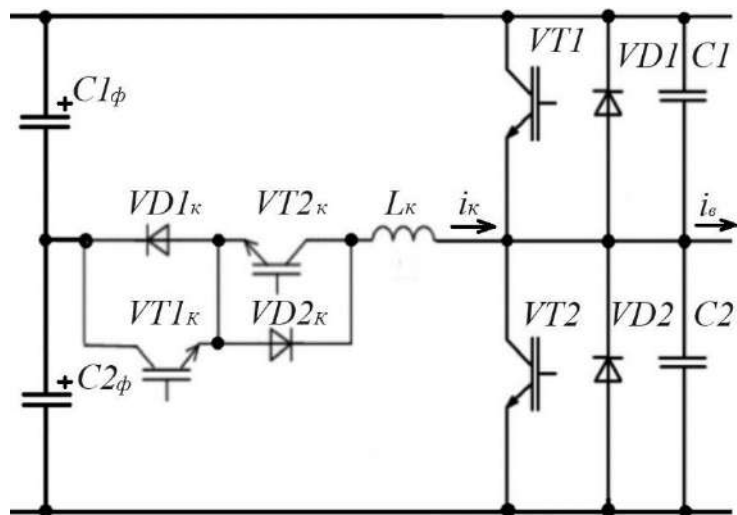 VT1
VD1
C1
+
C1ф
VD1к
VT2к
Lк
iк
iв
VT1к
VD2к
VT2
VD2
C2
+
C2ф